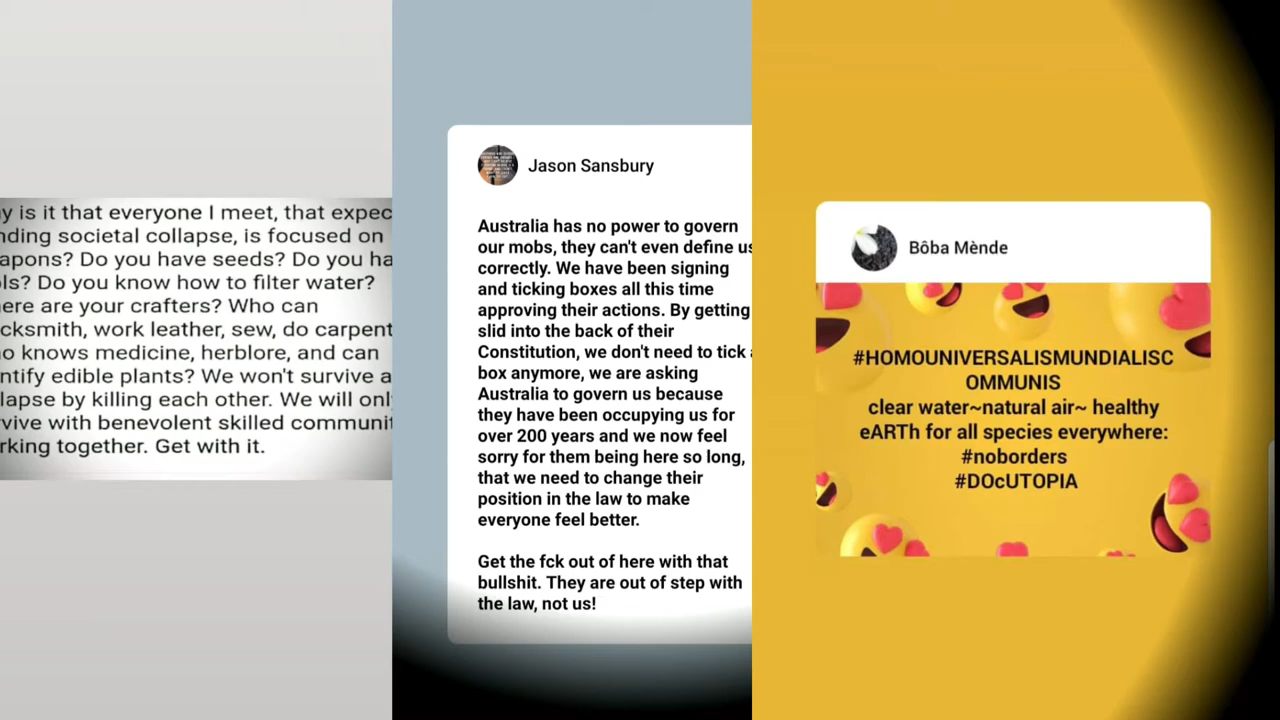 y is it that everyone I meet, that expec
nding societal collapse, is focused on
apons? Do you have seeds? Do you ha
ls? Do you know how to filter water?
ere are your crafters? Who can
cksmith, work leather, sew, do carpent
o knows medicine, herblore, and can
ntify edible plants? We won't survive a
lapse by killing each other. We will onl
vive with benevolent skilled communit
rking together. Get with it.
Jason Sansbury
Australia has no power to govern
our mobs, they can't even define us
correctly. We have been signing
and ticking boxes all this time
approving their actions. By getting
slid into the back of their
Constitution, we don't need to tick a
box anymore, we are asking
Australia to govern us because
they have been occupying us for
over 200 years and we now feel
sorry for them being here so long,
that we need to change their
position in the law to make
everyone feel better.
Get the fck out of here with that
bullshit. They are out of step with
the law, not us!
Bôba Mènde
#HOMOUNIVERSALISMUNDIALISC
OMMUNIS
clear water~natural air~ healthy
eARTh for all species everywhere:
#noborders
#DOcUTOPIA